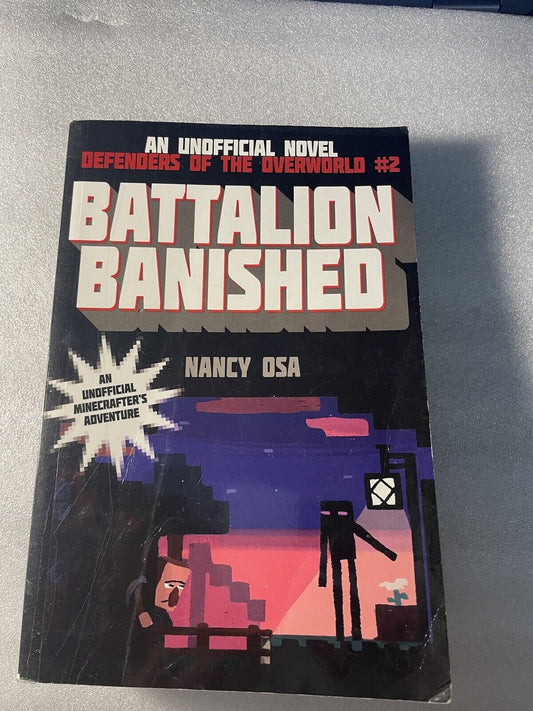 AN UNOFFICIAL NOVEL
DEFENDERS OF THE OVERWORLD #2
BATTALION
BANISHED
NANCY OSA
AN
UNOFFICIAL
MINECRAFTER'S
ADVENTURE